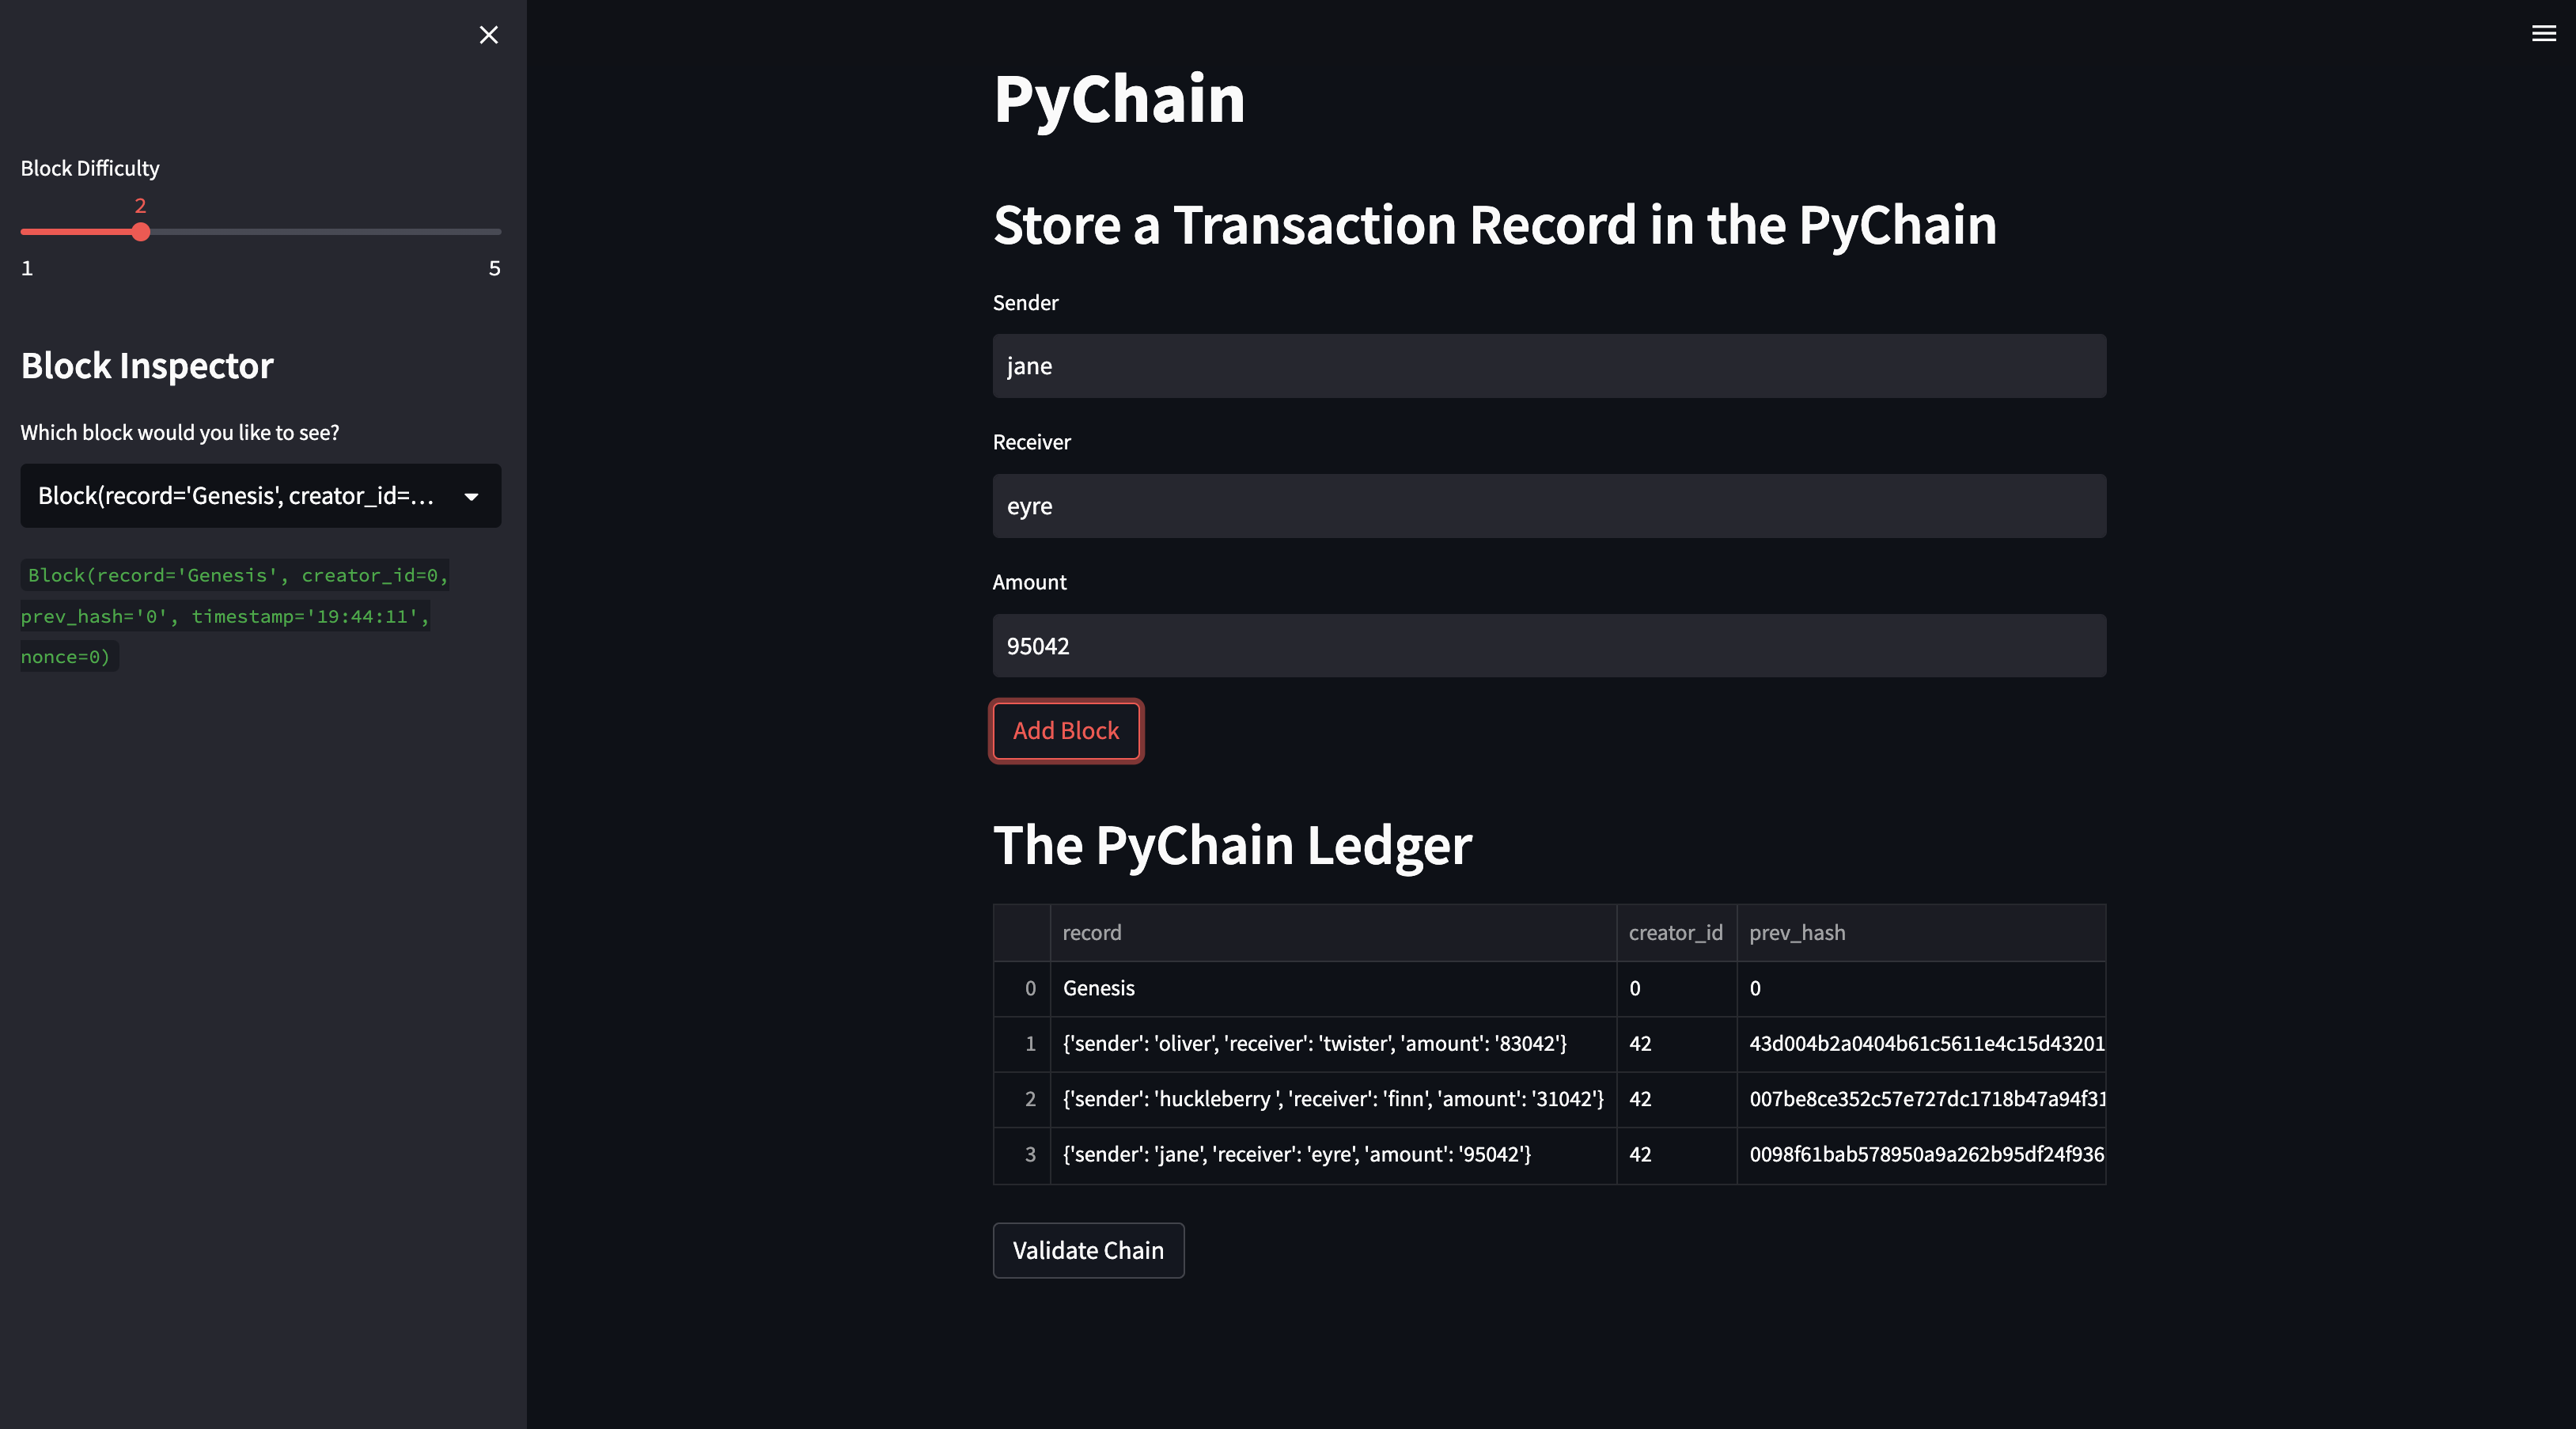 Block Difficulty
2
1 5
Block Inspector
Which block would you like to see?
Block(record='Genesis', creator_id=...
Block(record='Genesis', creator_id=0,
prev_hash='0', timestamp='19:44:11',
nonce=0)
PyChain
Store a Transaction Record in the PyChain
Sender
jane
Receiver
eyre
Amount
95042
Add Block
The PyChain Ledger
record creator_id prev_hash
0 Genesis 0 0
1 {'sender': 'oliver', 'receiver': 'twister', 'amount': '83042'} 42 43d004b2a0404b61c5611e4c15d43201
2 {'sender': 'huckleberry ', 'receiver': 'finn', 'amount': '31042'} 42 007be8ce352c57e727dc1718b47a94f31
3 {'sender': 'jane', 'receiver': 'eyre', 'amount': '95042'} 42 0098f61bab578950a9a262b95df24f936
Validate Chain